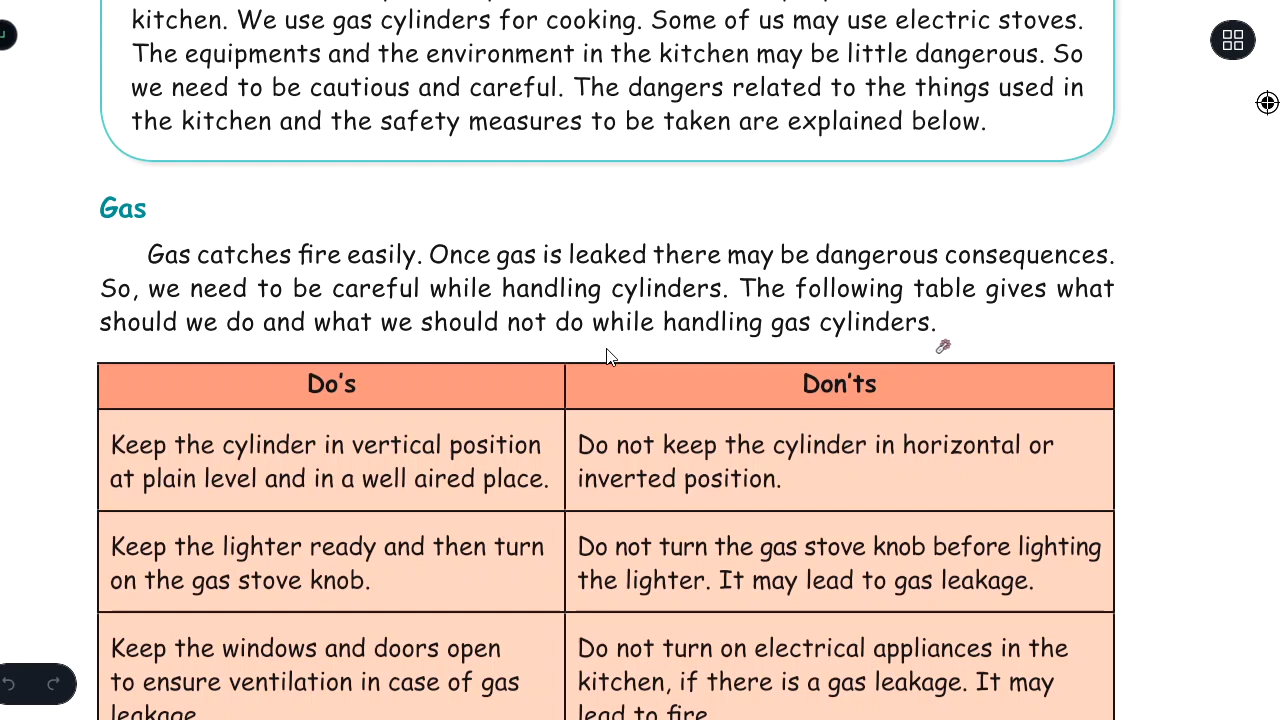 kitchen. We use gas cylinders for cooking. Some of us may use electric stoves.
The equipments and the environment in the kitchen may be little dangerous. So
we need to be cautious and careful. The dangers related to the things used in
the kitchen and the safety measures to be taken are explained below.
Gas
Gas catches fire easily. Once gas is leaked there may be dangerous consequences.
So, we need to be careful while handling cylinders. The following table gives what
should we do and what we should not do while handling gas cylinders.
Do's
Don'ts
Keep the cylinder in vertical position
at plain level and in a well aired place.
Do not keep the cylinder in horizontal or
inverted position.
Keep the lighter ready and then turn
on the gas stove knob.
Do not turn the gas stove knob before lighting
the lighter. It may lead to gas leakage.
Keep the windows and doors open
to ensure ventilation in case of gas
leakage
Do not turn on electrical appliances in the
kitchen, if there is a gas leakage. It may
lead to fire